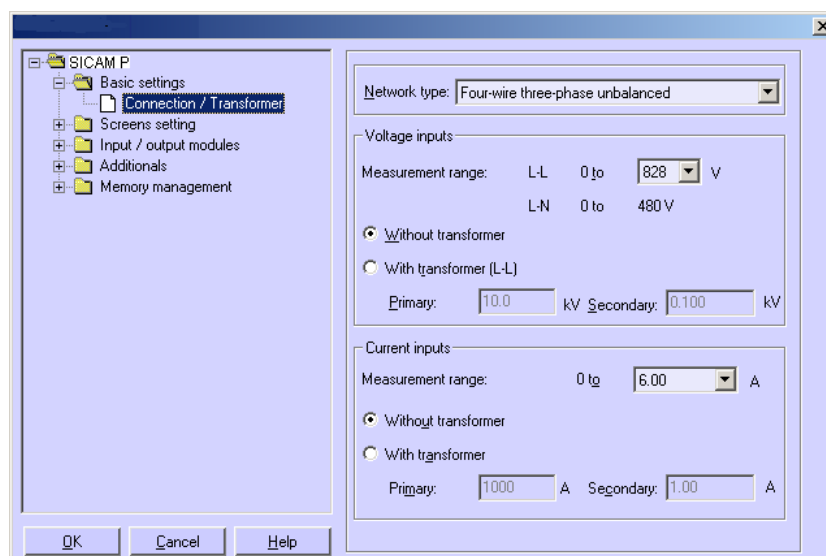 SICAM P
Basic settings
Connection / Transformer
Screens setting
Input / output modules
Additionals
Memory management
Network type: Four-wire three-phase unbalanced
Voltage inputs
Measurement range: L-L 0 to 828 V
L-N 0 to 480 V
Without transformer
With transformer (L-L)
Primary: 10.0 kV Secondary: 0.100 kV
Current inputs
Measurement range: 0 to 6.00 A
Without transformer
With transformer
Primary: 1000 A Secondary: 1.00 A
OK Cancel Help